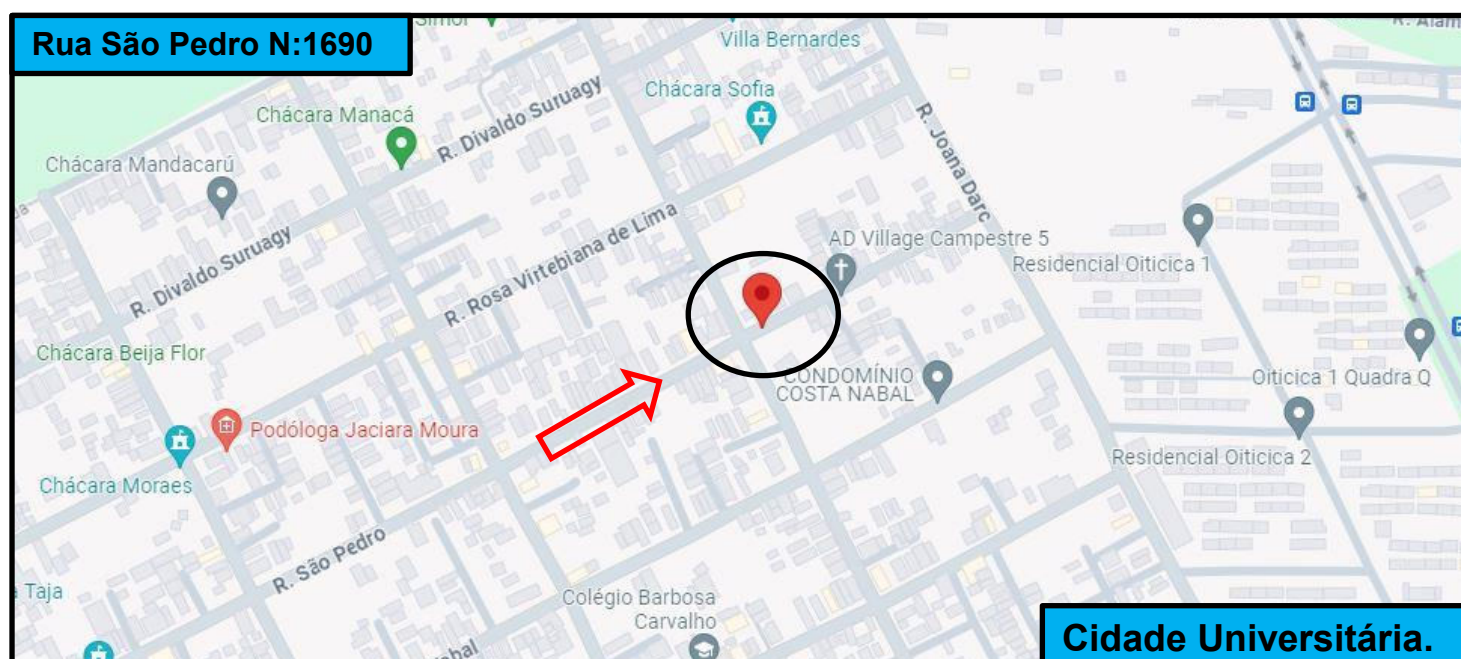 Rua São Pedro N:1690
Villa Bernardes
Chácara Sofia
Chácara Manacá
R. Divaldo Suruagy
R. Joana Darc
Chácara Mandacarú
R. Rosa Virtebiana de Lima
R. Divaldo Suruagy
AD Village Campestre 5
Residencial Oiticica 1
Chácara Beija Flor
CONDOMÍNIO
COSTA NABAL
Oiticica 1 Quadra Q
Podóloga Jaciara Moura
Residencial Oiticica 2
Chácara Moraes
R. São Pedro
Taja
Colégio Barbosa
Carvalho
Cidade Universitária.